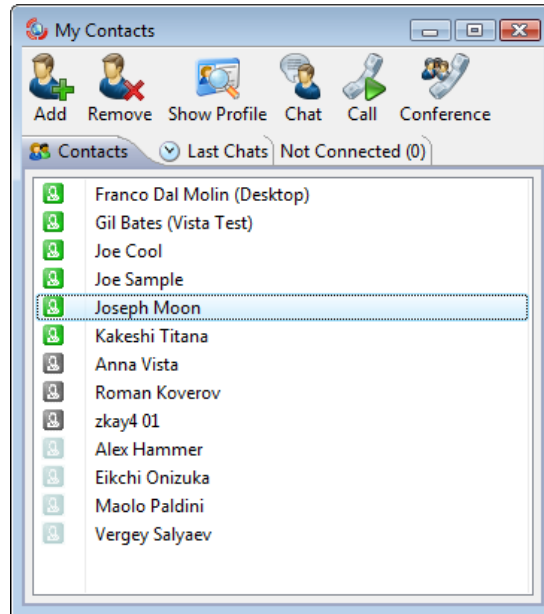 My Contacts
Add Remove Show Profile Chat Call Conference
Contacts Last Chats Not Connected (0)
Franco Dal Molin (Desktop)
Gil Bates (Vista Test)
Joe Cool
Joe Sample
Joseph Moon
Kakeshi Titana
Anna Vista
Roman Koverov
zkay4 01
Alex Hammer
Eikchi Onizuka
Maolo Paldini
Vergey Salyaev